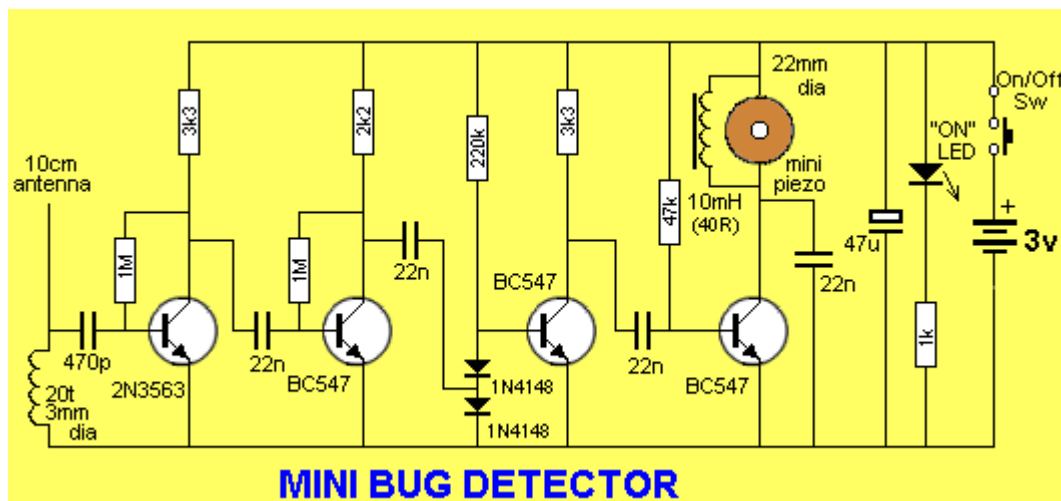 22mm
dia
On/Off
Sw
3k3
2k2
220k
3k3
"ON"
LED
10cm
antenna
mini
piezo
10mH
(40R)
47k
+
3v
47u
1M
1M
22n
BC547
22n
1k
470p
22n
22n
20t
3mm
dia
2N3563
BC547
1N4148
BC547
1N4148
MINI BUG DETECTOR